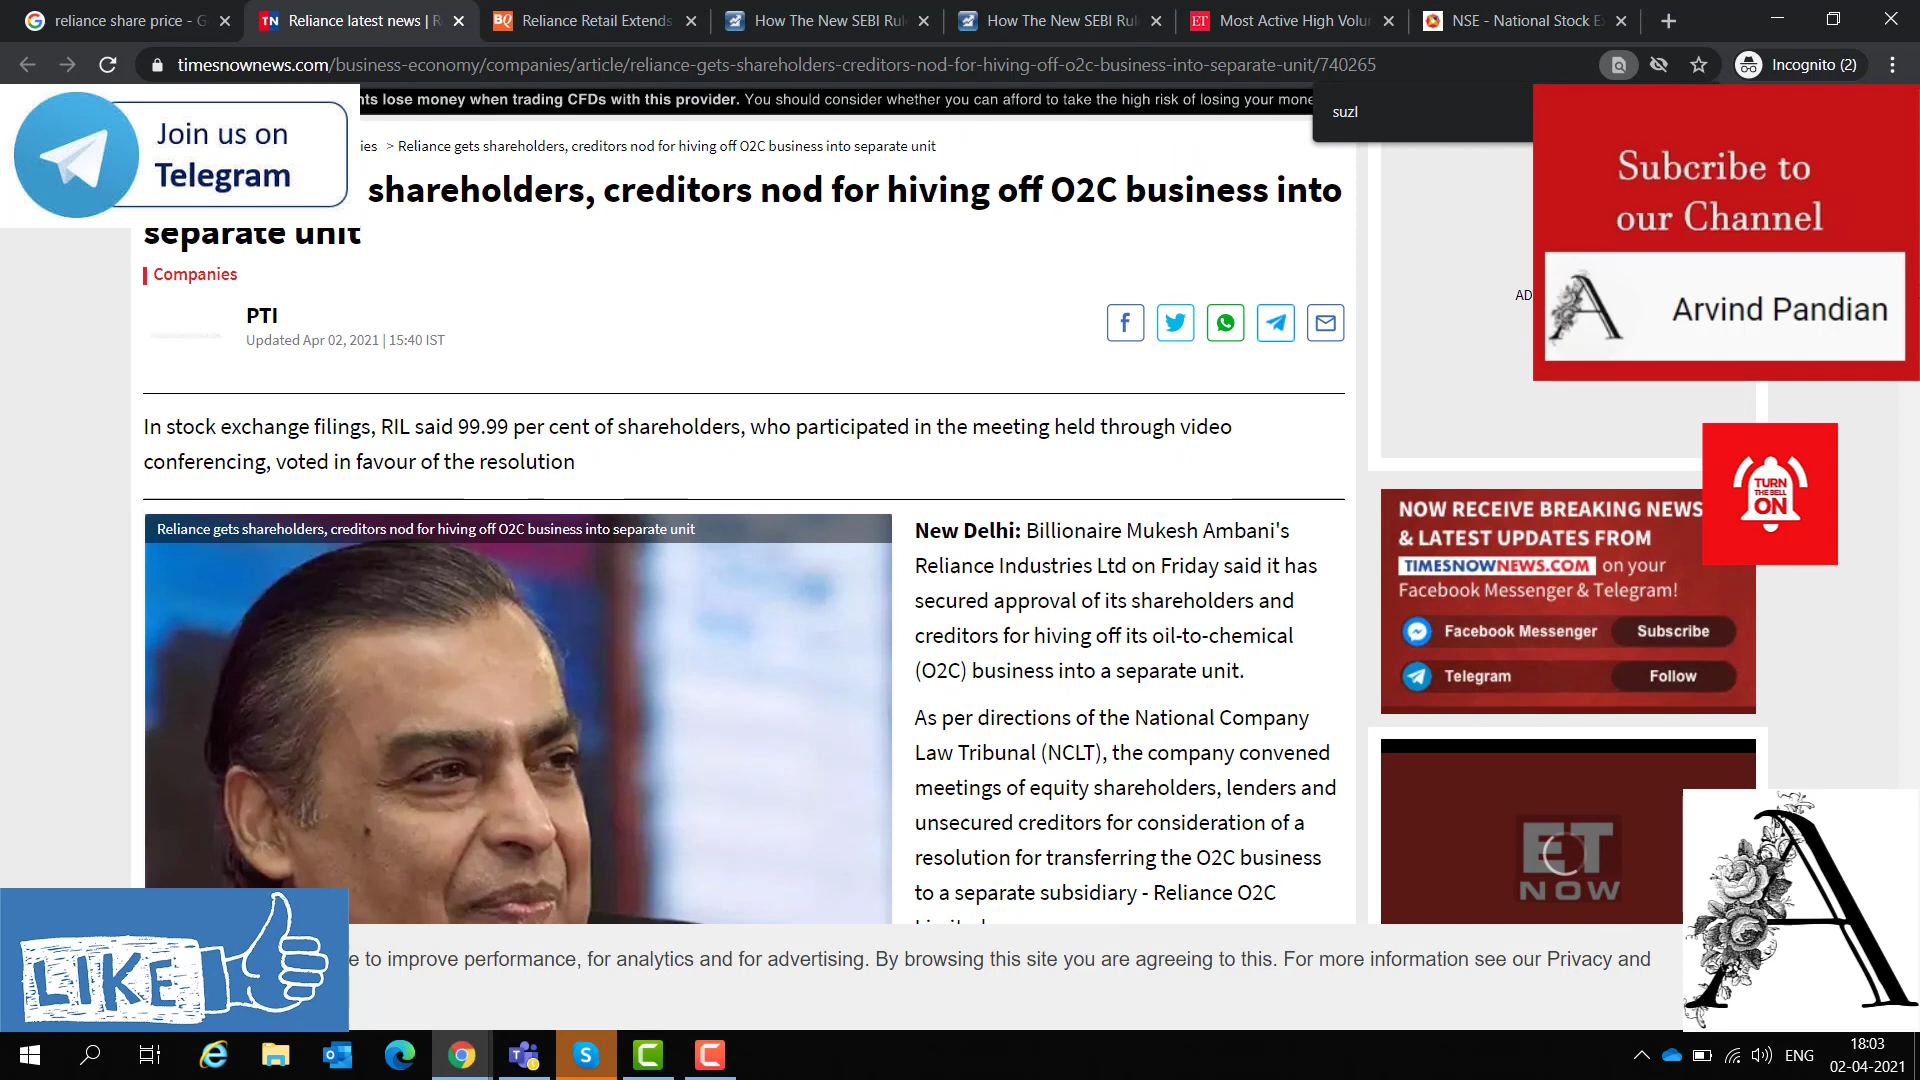 reliance share price - G
Reliance latest news | R
Reliance Retail Extends
How The New SEBI Rul
How The New SEBI Rul
Most Active High Volu
NSE - National Stock E
timesnownews.com/business-economy/companies/article/reliance-gets-shareholders-creditors-nod-for-hiving-off-o2c-business-into-separate-unit/740265
Incognito (2)
nts lose money when trading CFDs with this provider. You should consider whether you can afford to take the high risk of losing your mone
suzl
Join us on
Telegram
ies > Reliance gets shareholders, creditors nod for hiving off O2C business into separate unit
shareholders, creditors nod for hiving off O2C business into
separate unit
Companies
PTI
Updated Apr 02, 2021 | 15:40 IST
AD
Subcribe to
our Channel
A
Arvind Pandian
In stock exchange filings, RIL said 99.99 per cent of shareholders, who participated in the meeting held through video
conferencing, voted in favour of the resolution
TURN
THE BELL
ON
Reliance gets shareholders, creditors nod for hiving off O2C business into separate unit
New Delhi: Billionaire Mukesh Ambani's
Reliance Industries Ltd on Friday said it has
secured approval of its shareholders and
creditors for hiving off its oil-to-chemical
(O2C) business into a separate unit.
As per directions of the National Company
Law Tribunal (NCLT), the company convened
meetings of equity shareholders, lenders and
unsecured creditors for consideration of a
resolution for transferring the O2C business
to a separate subsidiary - Reliance O2C
NOW RECEIVE BREAKING NEWS
& LATEST UPDATES FROM
TIMESNOWNEWS.COM on your
Facebook Messenger & Telegram!
Facebook Messenger Subscribe
Telegram Follow
ET
NOW
A
LIKE
e to improve performance, for analytics and for advertising. By browsing this site you are agreeing to this. For more information see our Privacy and
ENG
18:03
02-04-2021